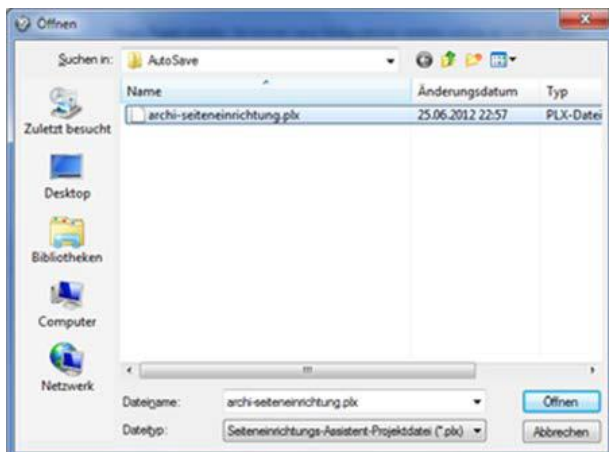 Öffnen
Suchen in: AutoSave
Name Änderungsdatum Typ
archi-seiteneinrichtung.plx 25.06.2012 22:57 PLX-Datei
Zuletzt besucht
Desktop
Bibliotheken
Computer
Netzwerk
Dateiname: archi-seiteneinrichtung.plx Öffnen
Dateityp: Seiteneinrichtungs-Assistent-Projektdatei (*.plx) Abbrechen